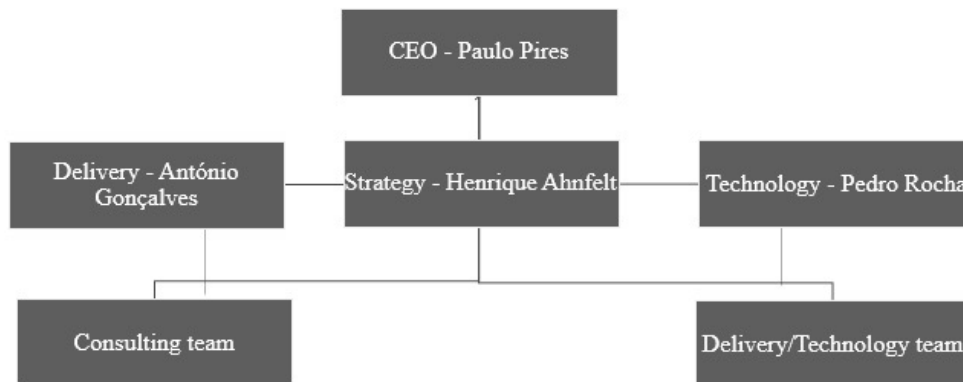 CEO - Paulo Pires
Delivery - António
Gonçalves
Strategy - Henrique Ahnfelt
Technology - Pedro Rocha
Consulting team
Delivery/Technology team